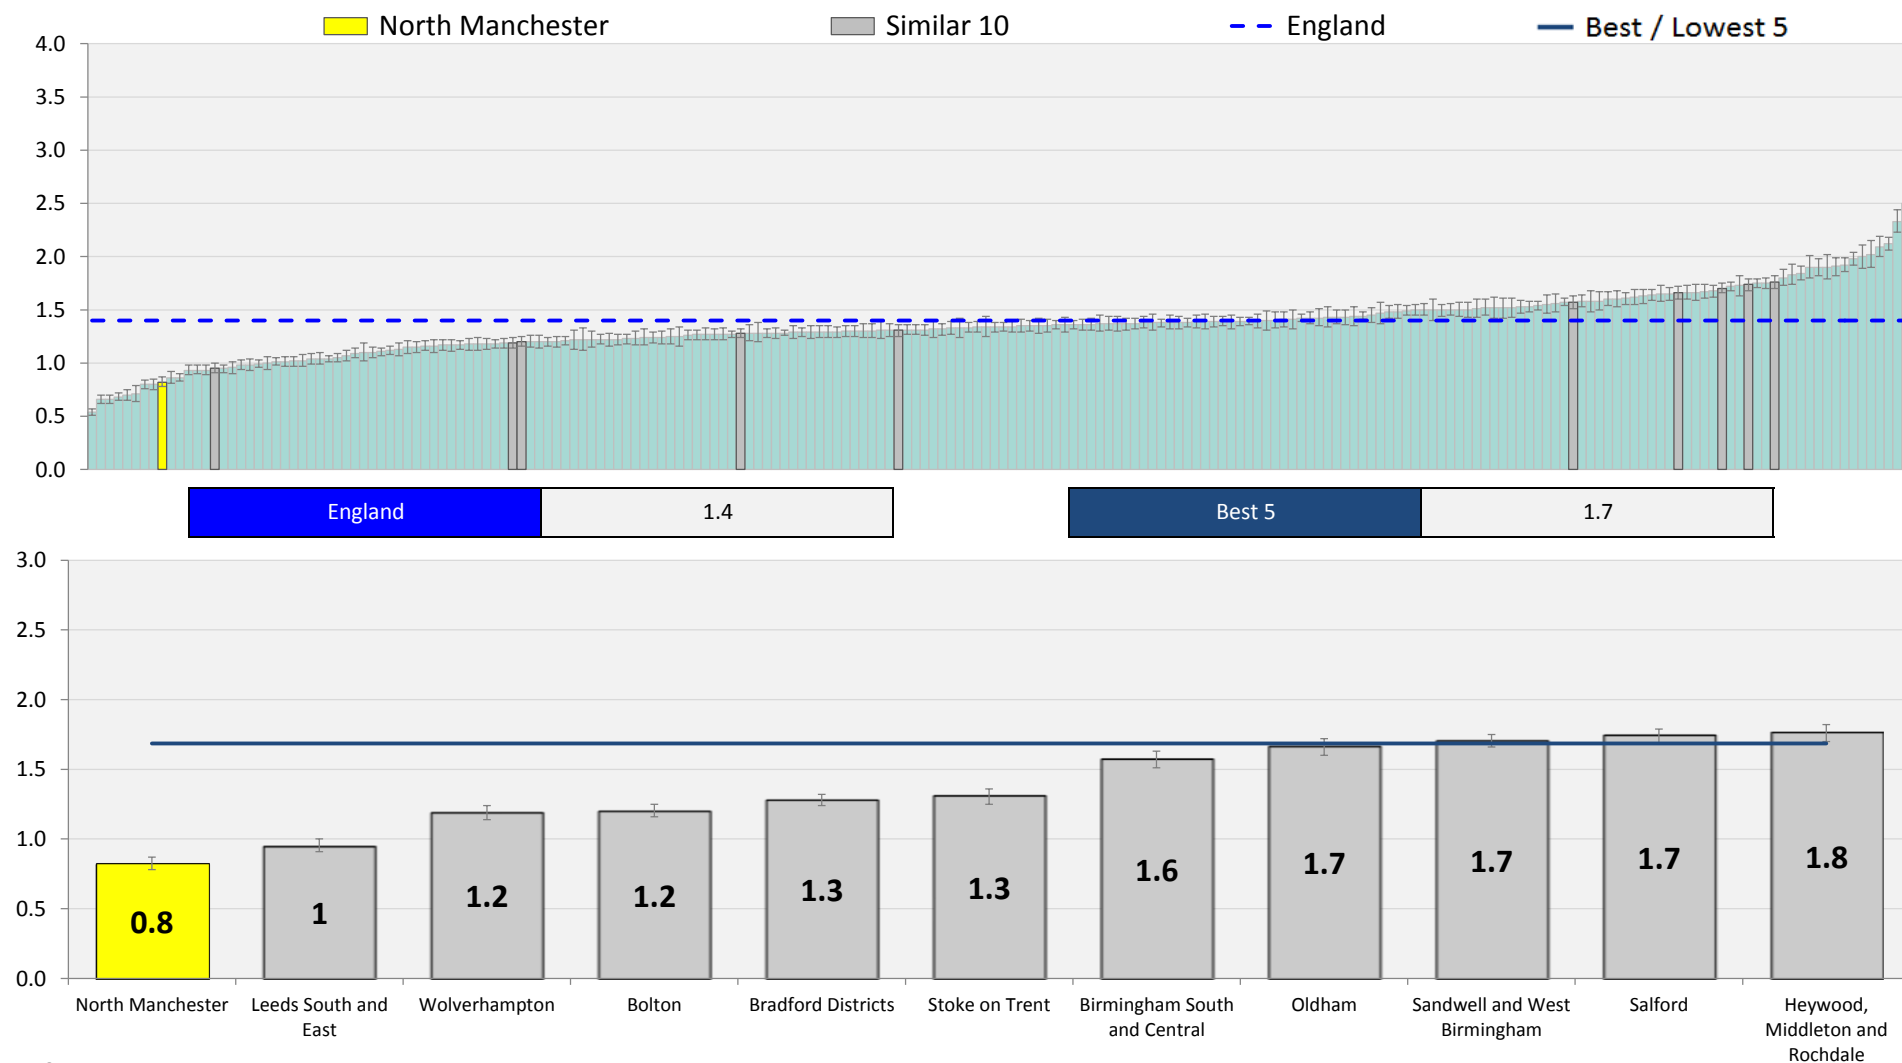 North Manchester Similar 10 England Best / Lowest 5
4.0
3.5
3.0
2.5
2.0
1.5
1.0
0.5
0.0
England 1.4 Best 5 1.7
3.0
2.5
2.0
1.5
1.0
0.5
0.0
0.8 1 1.2 1.2 1.3 1.3 1.6 1.7 1.7 1.7 1.8
North Manchester
Leeds South and
East
Wolverhampton
Bolton
Bradford Districts
Stoke on Trent
Birmingham South
and Central
Oldham
Sandwell and West
Birmingham
Salford
Heywood,
Middleton and
Rochdale